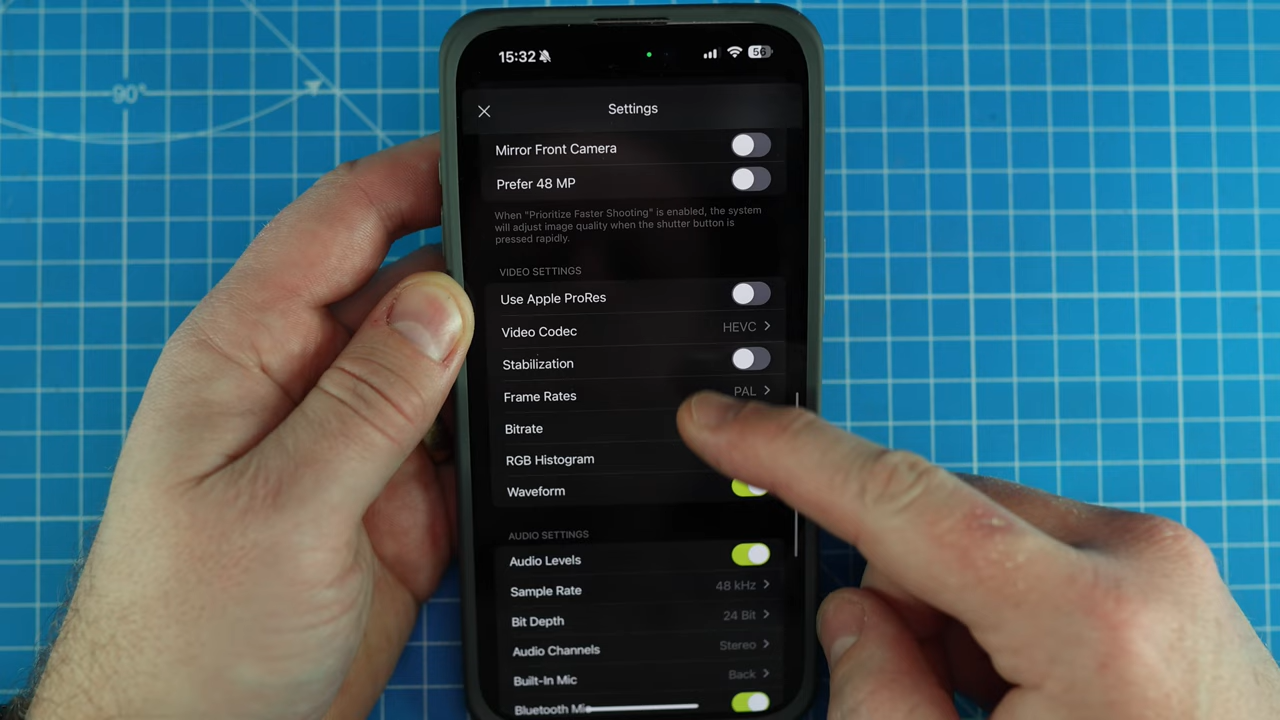 90°
15:32
56
Settings
Mirror Front Camera
Prefer 48 MP
When "Prioritize Faster Shooting" is enabled, the system
will adjust image quality when the shutter button is
pressed rapidly.
VIDEO SETTINGS
Use Apple ProRes
Video Codec HEVC
Stabilization
Frame Rates PAL
Bitrate
RGB Histogram
Waveform
AUDIO SETTINGS
Audio Levels
Sample Rate 48 kHz
Bit Depth 24 Bit
Audio Channels Stereo
Built-In Mic Back
Bluetooth Mic